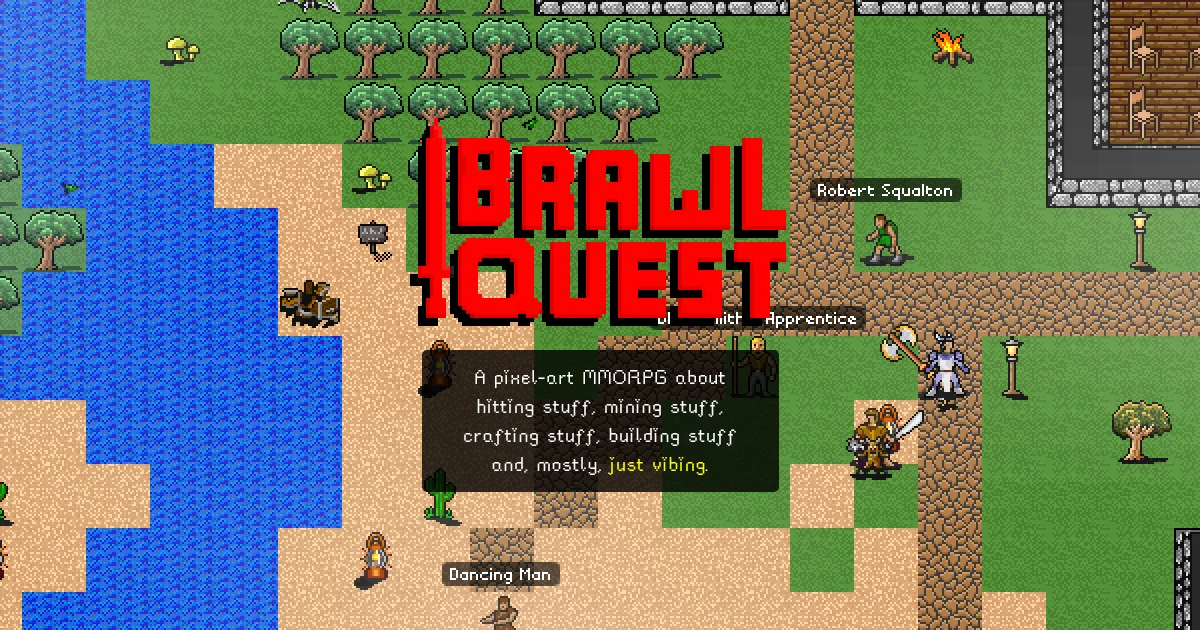 BRAWL
QUEST
Robert Squalton
Apprentice
A pixel-art MMORPG about
hitting stuff, mining stuff,
crafting stuff, building stuff
and, mostly, just vibing.
Dancing Man